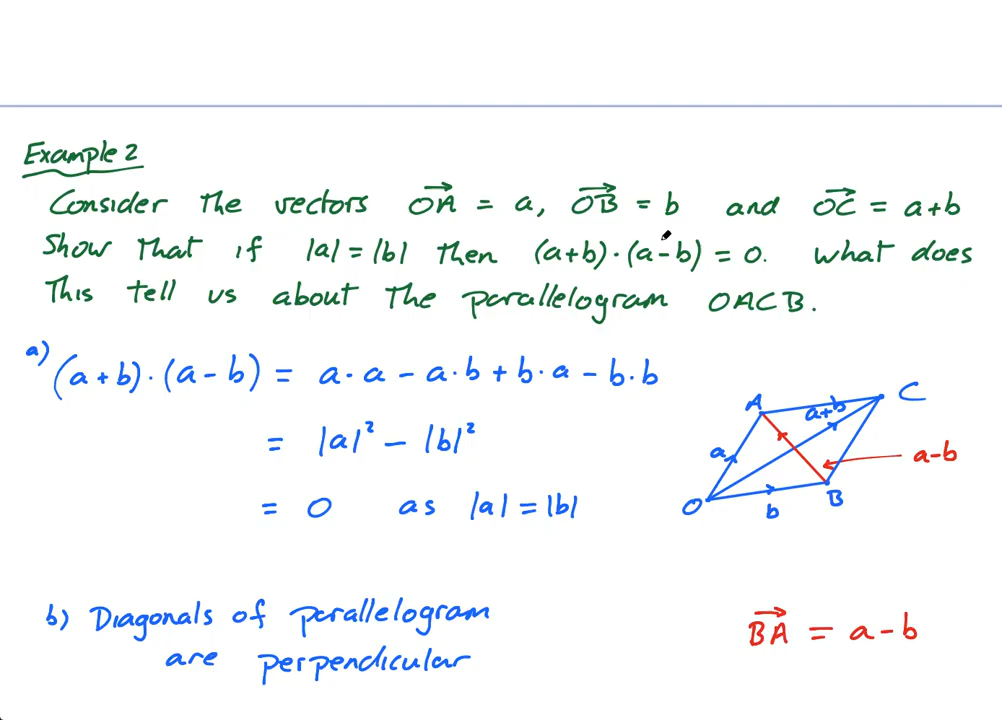 Example 2
Consider the vectors OA⃗ = a, OB⃗ = b and OC⃗ = a+b
Show that if |a| = |b| then (a+b)·(a-b) = 0. What does
This tell us about the parallelogram OACB.
a) (a+b)·(a-b) = a·a - a·b + b·a - b·b
= |a|² - |b|²
= 0 as |a| = |b|
A
a+b
C
a
a-b
O
b
B
b) Diagonals of parallelogram
are perpendicular
BA⃗ = a-b